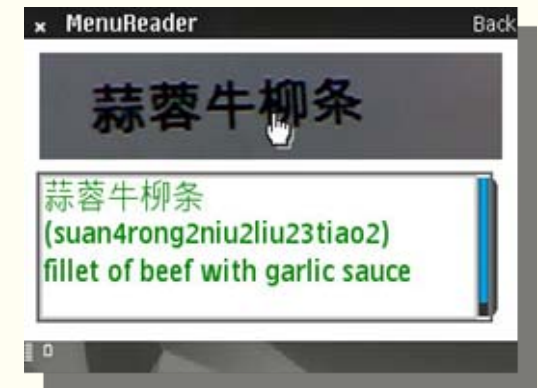 × MenuReader Back
蒜蓉牛柳条
蒜蓉牛柳条
(suan4rong2niu2liu23tiao2)
fillet of beef with garlic sauce